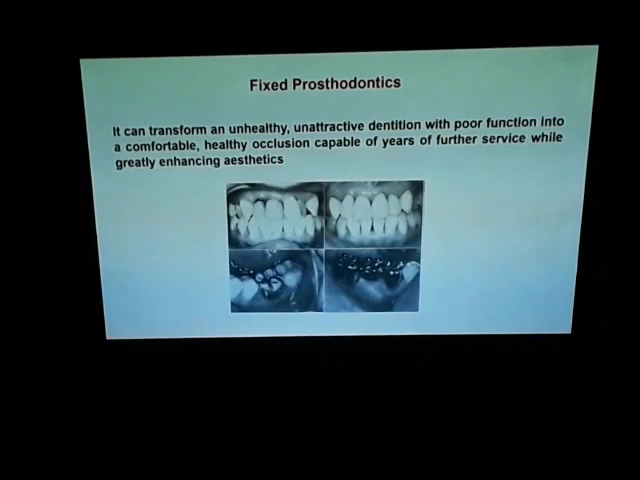 Fixed Prosthodontics
It can transform an unhealthy, unattractive dentition with poor function into
a comfortable, healthy occlusion capable of years of further service while
greatly enhancing aesthetics